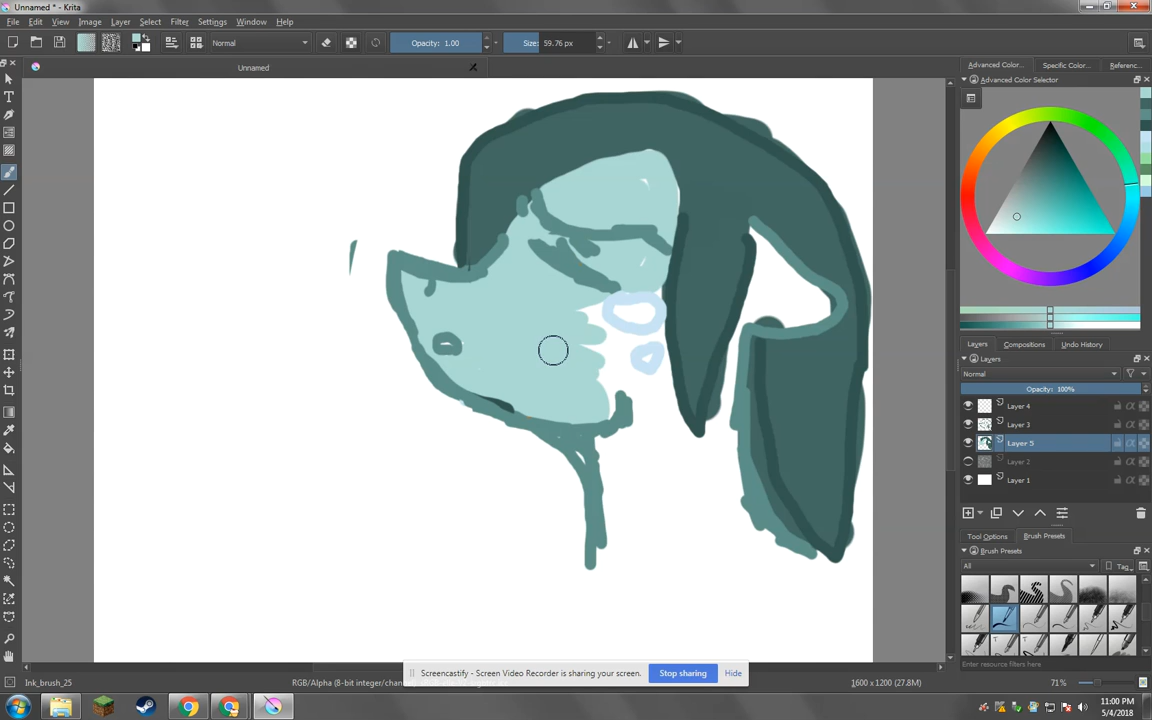 Unnamed * - Krita
File Edit View Image Layer Select Filter Settings Window Help
Normal Opacity: 1.00 Size: 59.76 px
Unnamed
Advanced Color... Specific Color... Referenc...
Advanced Color Selector
Layers Compositions Undo History
Layers
Normal
Opacity: 100%
Layer 4
Layer 3
Layer 5
Layer 2
Layer 1
Tool Options Brush Presets
Brush Presets
All Tag
Enter resource filters here
Screencastify - Screen Video Recorder is sharing your screen. Stop sharing Hide
Ink_brush_25 RGB/Alpha (8-bit integer/chan 1600 x 1200 (27.8M) 71%
11:00 PM
5/4/2018